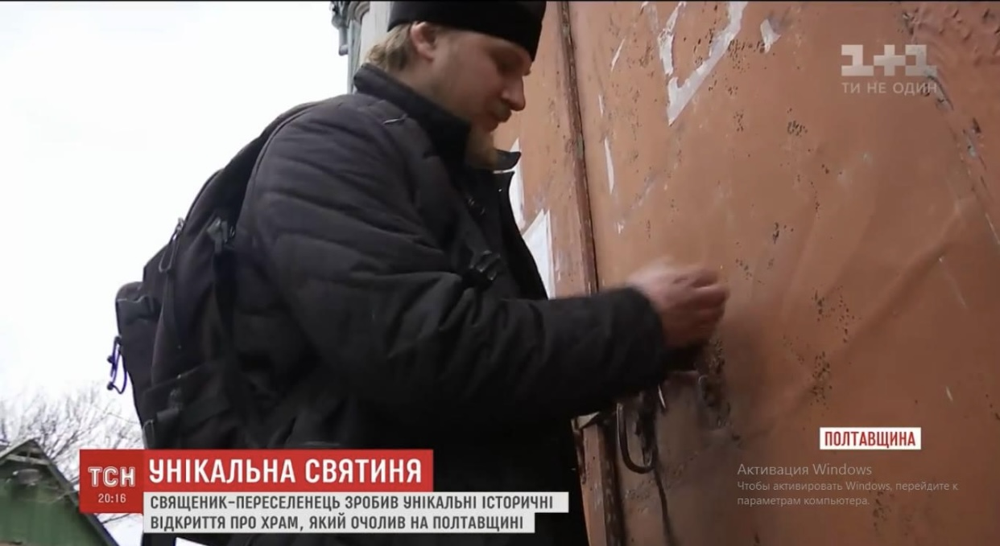 1+1
ТИ НЕ ОДИН
ПОЛТАВЩИНА
Активация Windows
Чтобы активировать Windows, перейдите к
параметрам компьютера.
ТСН
20:16
УНІКАЛЬНА СВЯТИНЯ
СВЯЩЕНИК-ПЕРЕСЕЛЕНЕЦЬ ЗРОБИВ УНІКАЛЬНІ ІСТОРИЧНІ
ВІДКРИТТЯ ПРО ХРАМ, ЯКИЙ ОЧОЛИВ НА ПОЛТАВЩИНІ